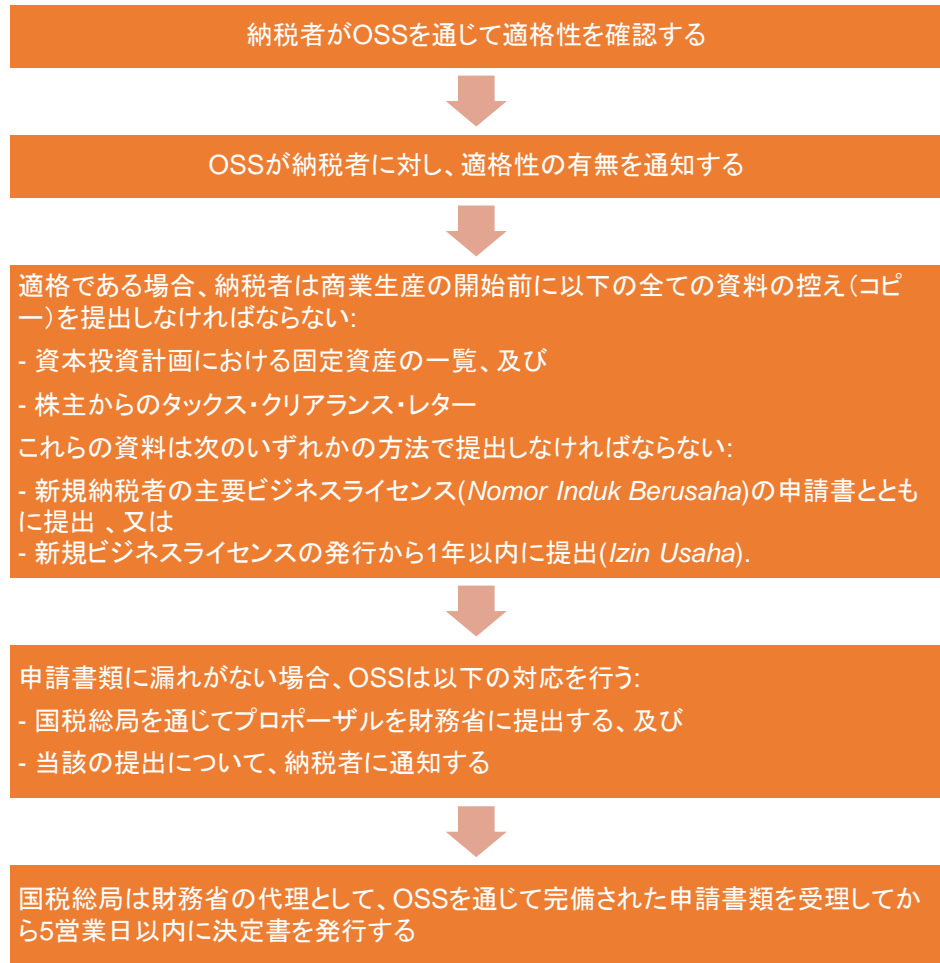 納税者がOSSを通じて適格性を確認する
OSSが納税者に対し、適格性の有無を通知する
適格である場合、納税者は商業生産の開始前に以下の全ての資料の控え（コピ
ー）を提出しなければならない:
- 資本投資計画における固定資産の一覧、及び
- 株主からのタックス・クリアランス・レター
これらの資料は次のいずれかの方法で提出しなければならない:
- 新規納税者の主要ビジネスライセンス(Nomor Induk Berusaha)の申請書ととも
に提出 、又は
- 新規ビジネスライセンスの発行から1年以内に提出(Izin Usaha).
申請書類に漏れがない場合、OSSは以下の対応を行う:
- 国税総局を通じてプロポーザルを財務省に提出する、及び
- 当該の提出について、納税者に通知する
国税総局は財務省の代理として、OSSを通じて完備された申請書類を受理してか
ら5営業日以内に決定書を発行する